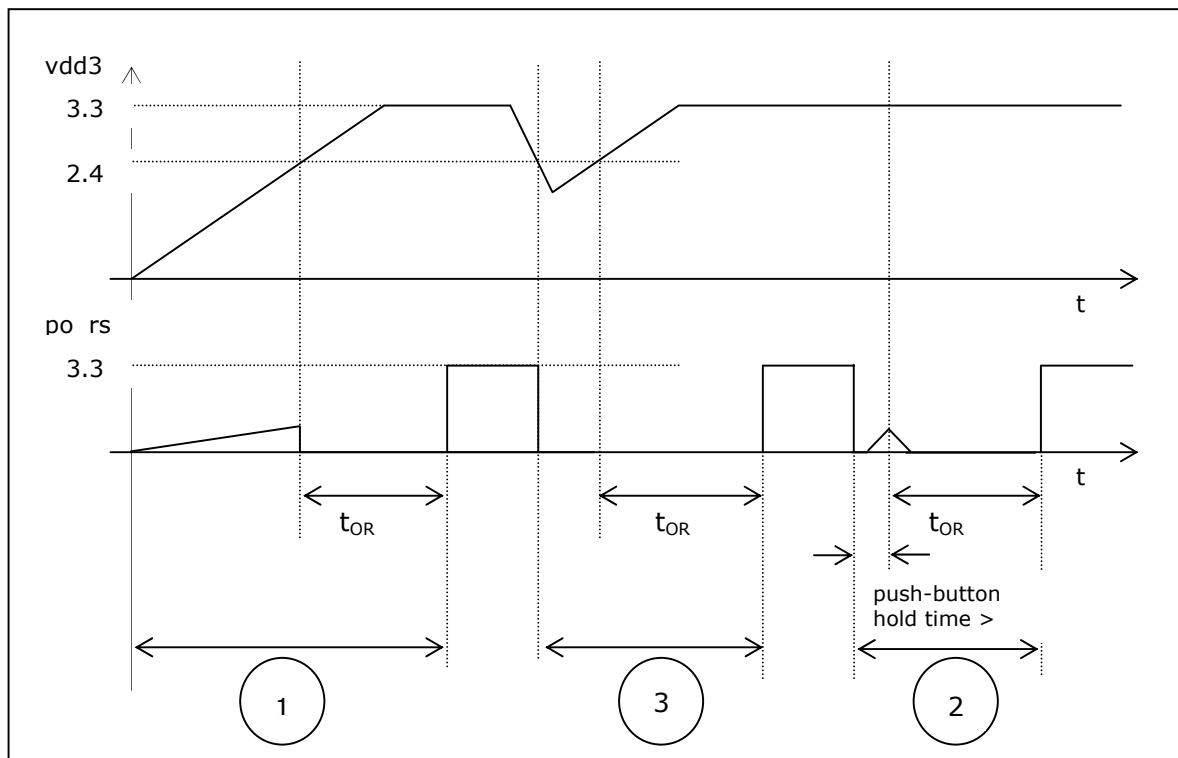 vdd3
3.3
2.4
t
po rs
3.3
t
tOR
tOR
tOR
push-button
hold time >
1
3
2